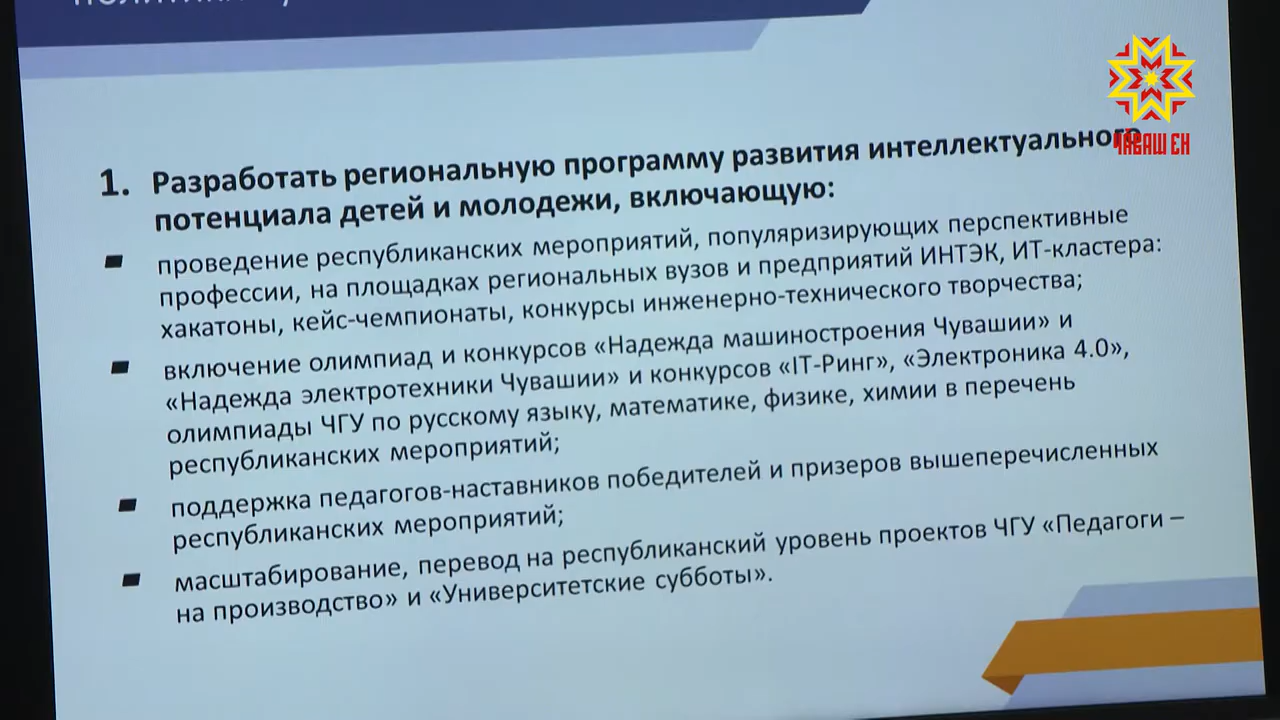 1. Разработать региональную программу развития интеллектуального
потенциала детей и молодежи, включающую:
проведение республиканских мероприятий, популяризирующих перспективные
профессии, на площадках региональных вузов и предприятий ИНТЭК, ИТ-кластера:
хакатоны, кейс-чемпионаты, конкурсы инженерно-технического творчества;
включение олимпиад и конкурсов «Надежда машиностроения Чувашии» и
«Надежда электротехники Чувашии» и конкурсов «IT-Ринг», «Электроника 4.0»,
олимпиады ЧГУ по русскому языку, математике, физике, химии в перечень
республиканских мероприятий;
поддержка педагогов-наставников победителей и призеров вышеперечисленных
республиканских мероприятий;
масштабирование, перевод на республиканский уровень проектов ЧГУ «Педагоги –
на производство» и «Университетские субботы».
ЧӐВАШ ЕН